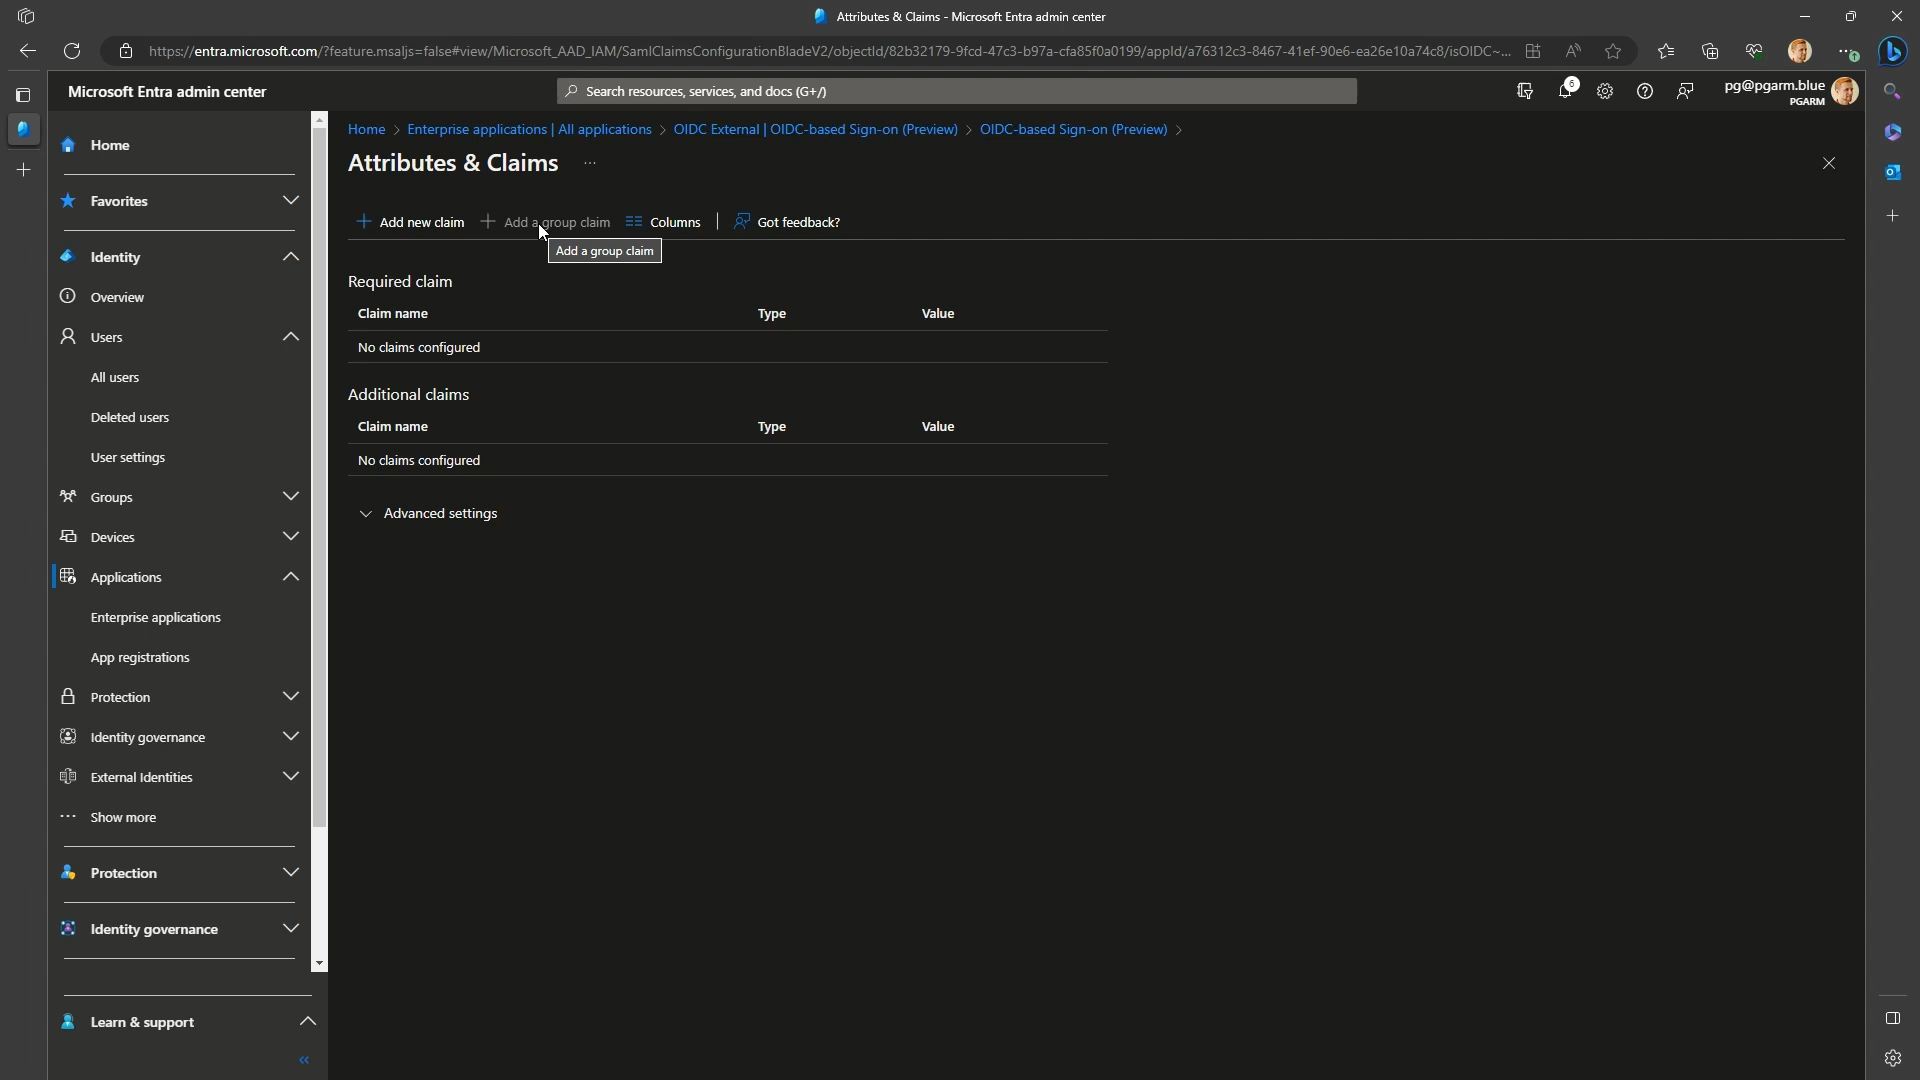 Attributes & Claims - Microsoft Entra admin center
https://entra.microsoft.com/?feature.msaljs=false#view/Microsoft_AAD_IAM/SamlClaimsConfigurationBladeV2/objectId/82b32179-9fcd-47c3-b97a-cfa85f0a0199/appId/a76312c3-8467-41ef-90e6-ea26e10a74c8/isOIDC~...
Microsoft Entra admin center
Search resources, services, and docs (G+/)
6
pg@pgarm.blue
PGARM
Home
Favorites
Identity
Overview
Users
All users
Deleted users
User settings
Groups
Devices
Applications
Enterprise applications
App registrations
Protection
Identity governance
External Identities
Show more
Protection
Identity governance
Learn & support
Home > Enterprise applications | All applications > OIDC External | OIDC-based Sign-on (Preview) > OIDC-based Sign-on (Preview) >
Attributes & Claims ...
Add new claim Add a group claim Columns Got feedback?
Add a group claim
Required claim
Claim name Type Value
No claims configured
Additional claims
Claim name Type Value
No claims configured
Advanced settings